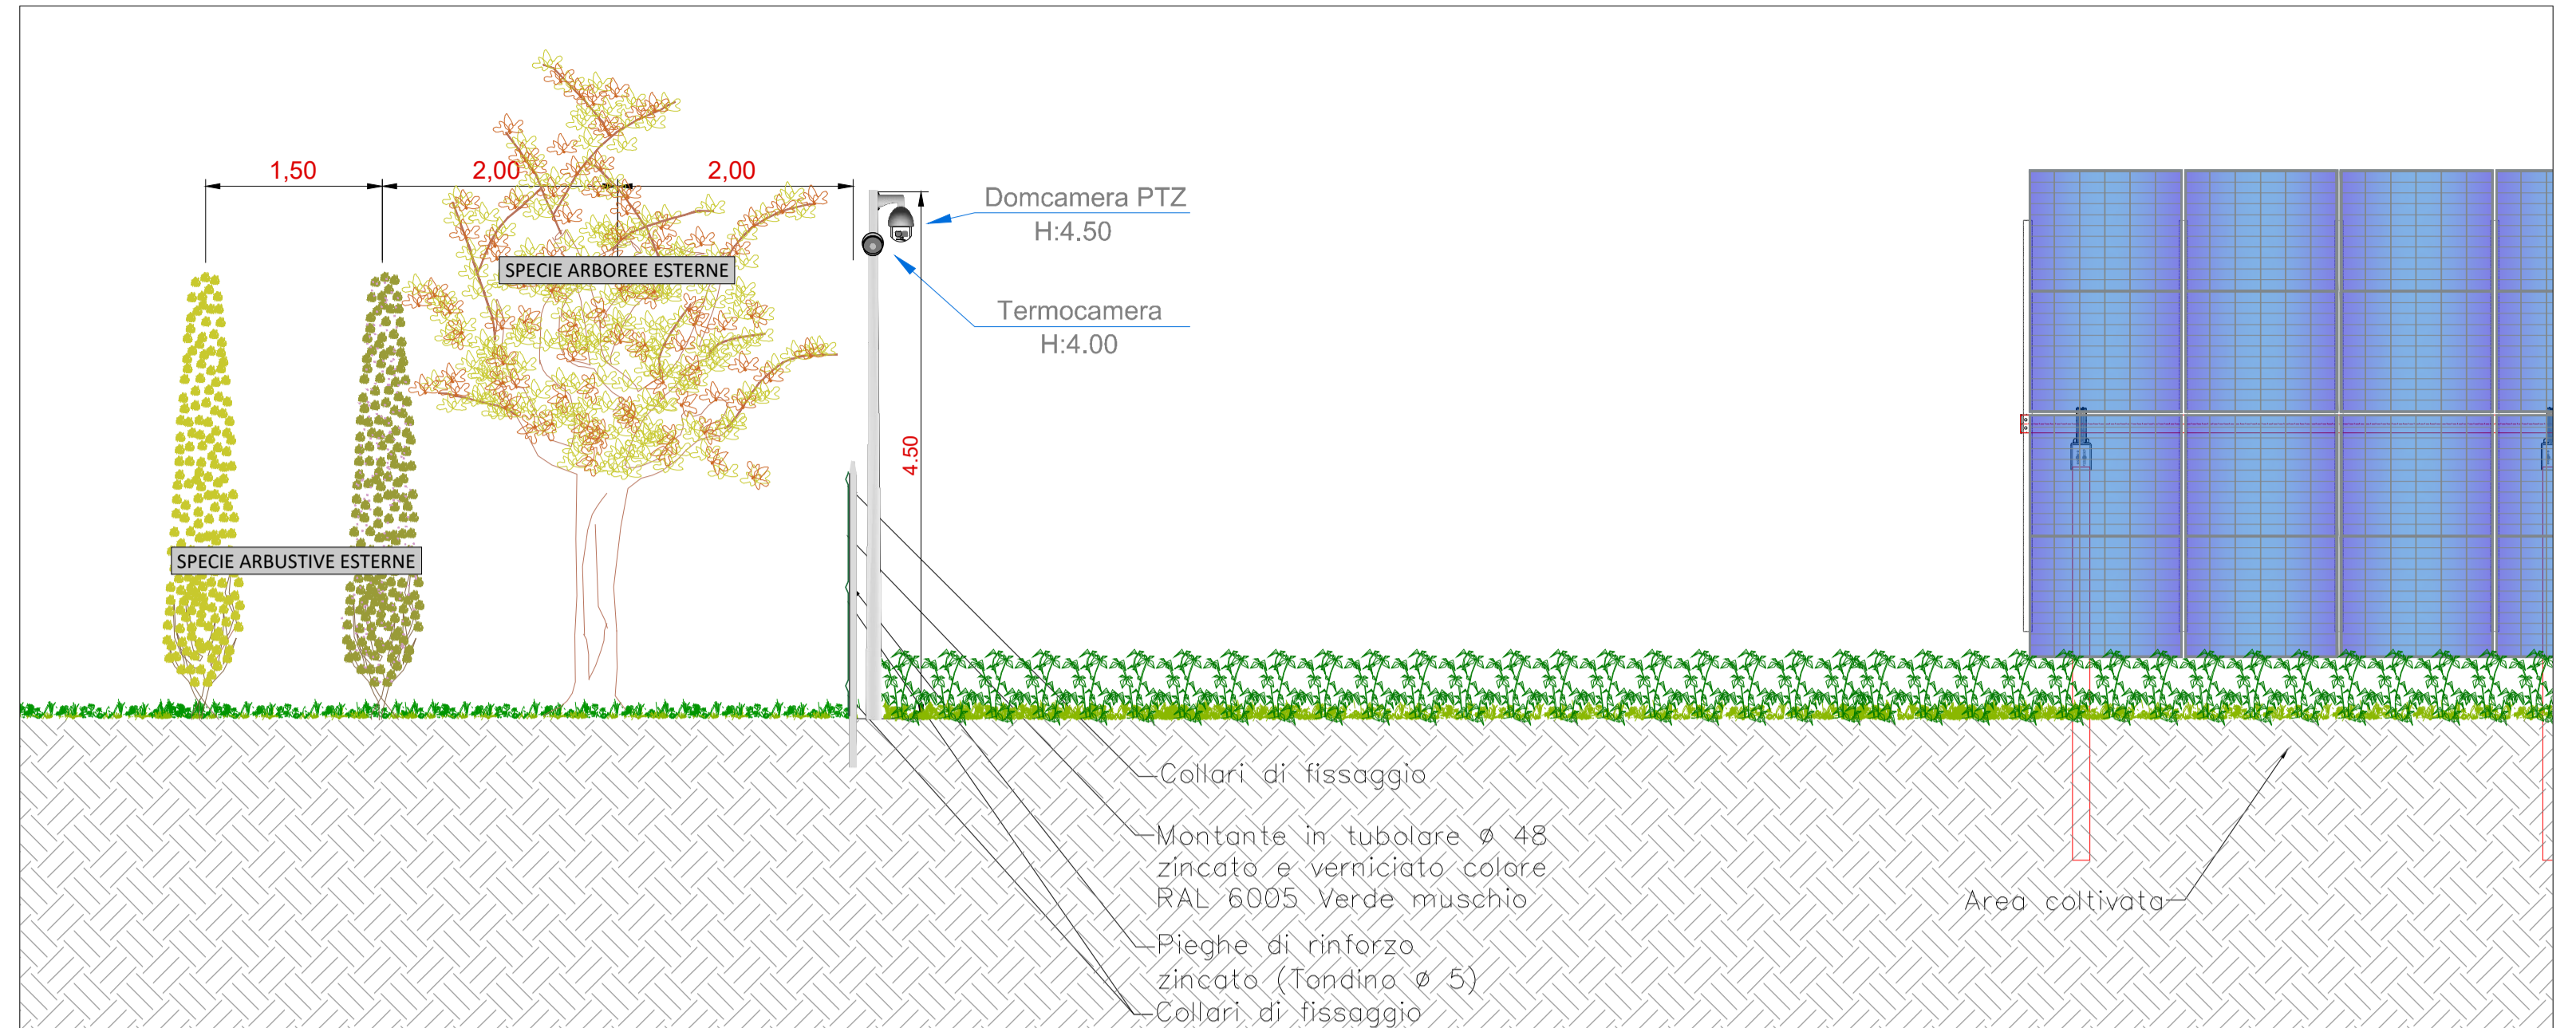 1,50
2,00
2,00
Domcamera PTZ
H:4.50
SPECIE ARBOREE ESTERNE
Termocamera
H:4.00
4.50
SPECIE ARBUSTIVE ESTERNE
Collari di fissaggio
Montante in tubolare ø 48
zincato e verniciato colore
RAL 6005 Verde muschio
Area coltivata
Pieghe di rinforzo
zincato (Tondino ø 5)
Collari di fissaggio